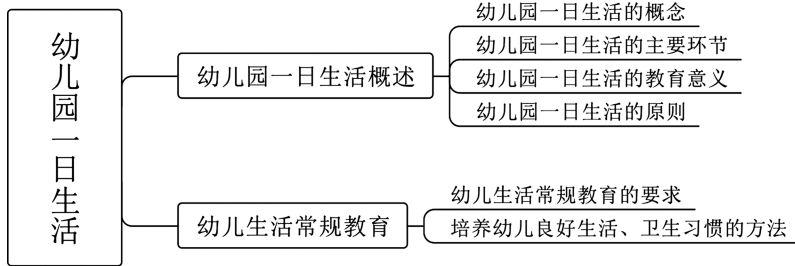 幼儿园一日生活
幼儿园一日生活概述
幼儿园一日生活的概念
幼儿园一日生活的主要环节
幼儿园一日生活的教育意义
幼儿园一日生活的原则
幼儿生活常规教育
幼儿生活常规教育的要求
培养幼儿良好生活、卫生习惯的方法